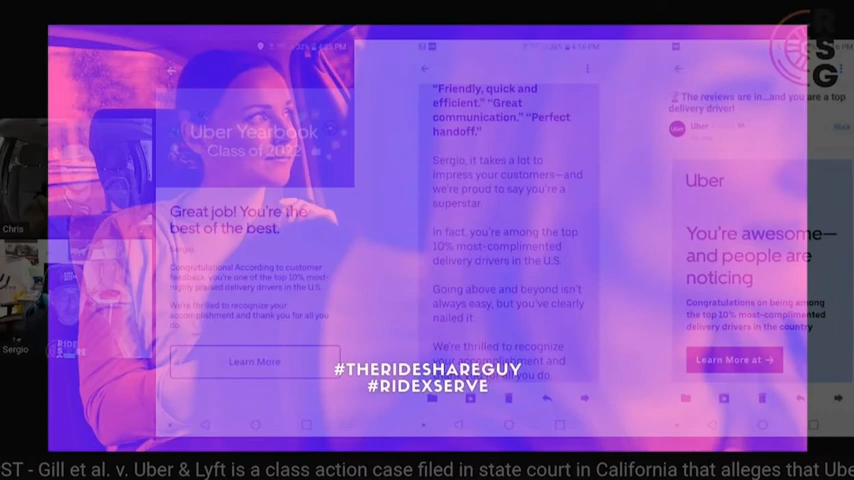 RSG
4:56 PM
Uber Yearbook
Class of 2022
Great job! You're the
best of the best.
Sergio,
Congratulations! According to customer
feedback, you're one of the top 10% most-
highly praised delivery drivers in the U.S.
We're thrilled to recognize your
accomplishment and thank you for all you
do.
Learn More
"Friendly, quick and
efficient." "Great
communication." "Perfect
handoff."
Sergio, it takes a lot to
impress your customers—and
we're proud to say you're a
superstar.
In fact, you're among the top
10% most-complimented
delivery drivers in the U.S.
Going above and beyond isn't
always easy, but you've clearly
nailed it.
We're thrilled to recognize
your accomplishment and
all you do.
The reviews are in...and you are a top
delivery driver!
Uber
Uber
You're awesome—
and people are
noticing
Congratulations on being among
the top 10% most-complimented
delivery drivers in the country
Learn More at →
Chris
Sergio
#THERIDESHAREGUY
#RIDEXSERVE
ST - Gill et al. v. Uber & Lyft is a class action case filed in state court in California that alleges that Ube